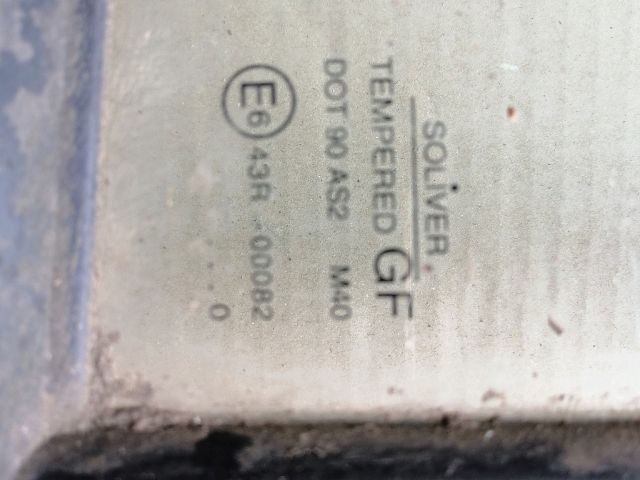 SOLiVER
TEMPERED GF
DOT 90 AS2 M40
E6 43R -00082
....0